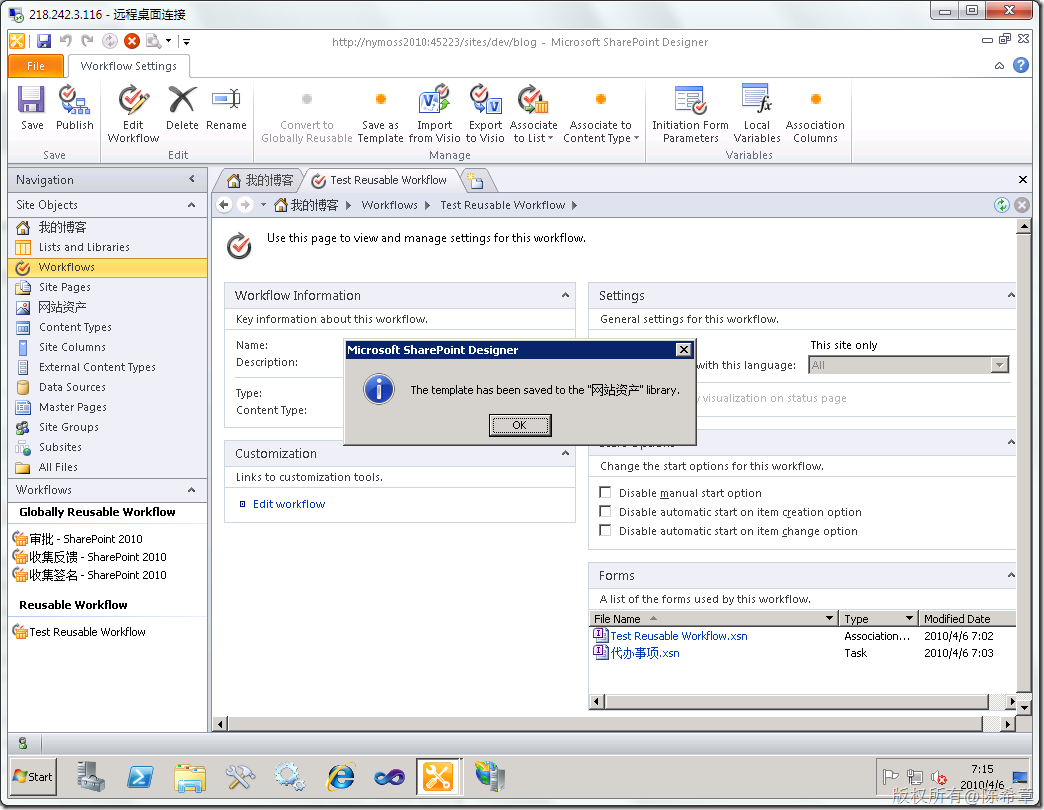 218.242.3.116 - 远程桌面连接
http://nymoss2010:45223/sites/dev/blog - Microsoft SharePoint Designer
File
Workflow Settings
Save
Publish
Edit Workflow
Delete
Rename
Convert to Globally Reusable
Save as Template
Import from Visio
Export to Visio
Associate to List
Associate to Content Type
Initiation Form Parameters
Local Variables
Association Columns
Save
Edit
Manage
Variables
Navigation
Site Objects
我的博客
Lists and Libraries
Workflows
Site Pages
网站资产
Content Types
Site Columns
External Content Types
Data Sources
Master Pages
Site Groups
Subsites
All Files
Workflows
Globally Reusable Workflow
审批 - SharePoint 2010
收集反馈 - SharePoint 2010
收集签名 - SharePoint 2010
Reusable Workflow
Test Reusable Workflow
我的博客
Test Reusable Workflow
我的博客 Workflows Test Reusable Workflow
Use this page to view and manage settings for this workflow.
Workflow Information
Key information about this workflow.
Name:
Description:
Type:
Content Type:
Customization
Links to customization tools.
Edit workflow
Settings
General settings for this workflow.
This site only
with this language:
All
visualization on status page
Change the start options for this workflow.
Disable manual start option
Disable automatic start on item creation option
Disable automatic start on item change option
Forms
A list of the forms used by this workflow.
File Name Type Modified Date
Test Reusable Workflow.xsn Association... 2010/4/6 7:02
代办事项.xsn Task 2010/4/6 7:03
Microsoft SharePoint Designer
The template has been saved to the "网站资产" library.
OK
Start
7:15
2010/4/6
版权所有@陈希章